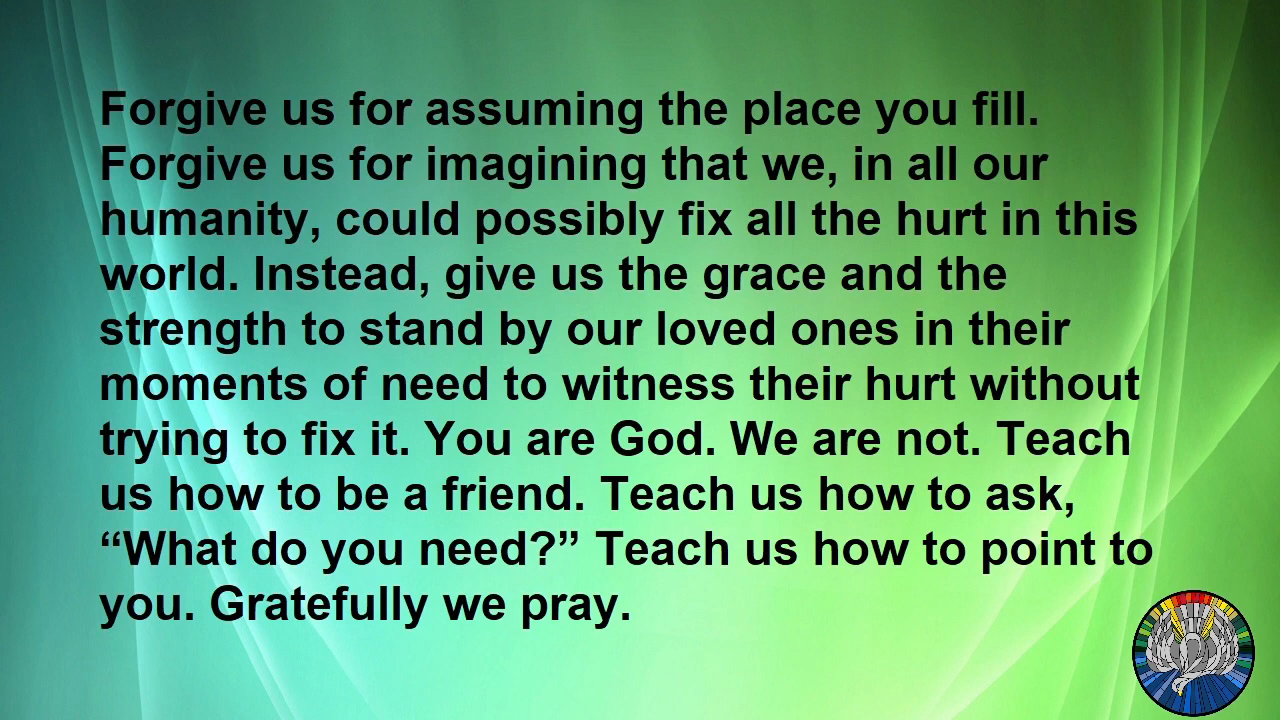 Forgive us for assuming the place you fill.
Forgive us for imagining that we, in all our
humanity, could possibly fix all the hurt in this
world. Instead, give us the grace and the
strength to stand by our loved ones in their
moments of need to witness their hurt without
trying to fix it. You are God. We are not. Teach
us how to be a friend. Teach us how to ask,
“What do you need?” Teach us how to point to
you. Gratefully we pray.